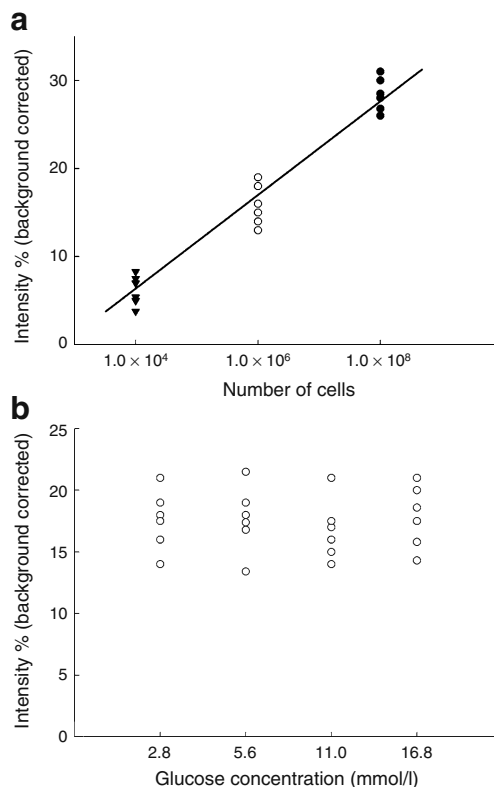 a
Intensity % (background corrected)
30
20
10
0
1.0 × 10⁴ 1.0 × 10⁶ 1.0 × 10⁸
Number of cells
b
Intensity % (background corrected)
25
20
15
10
5
0
2.8 5.6 11.0 16.8
Glucose concentration (mmol/l)